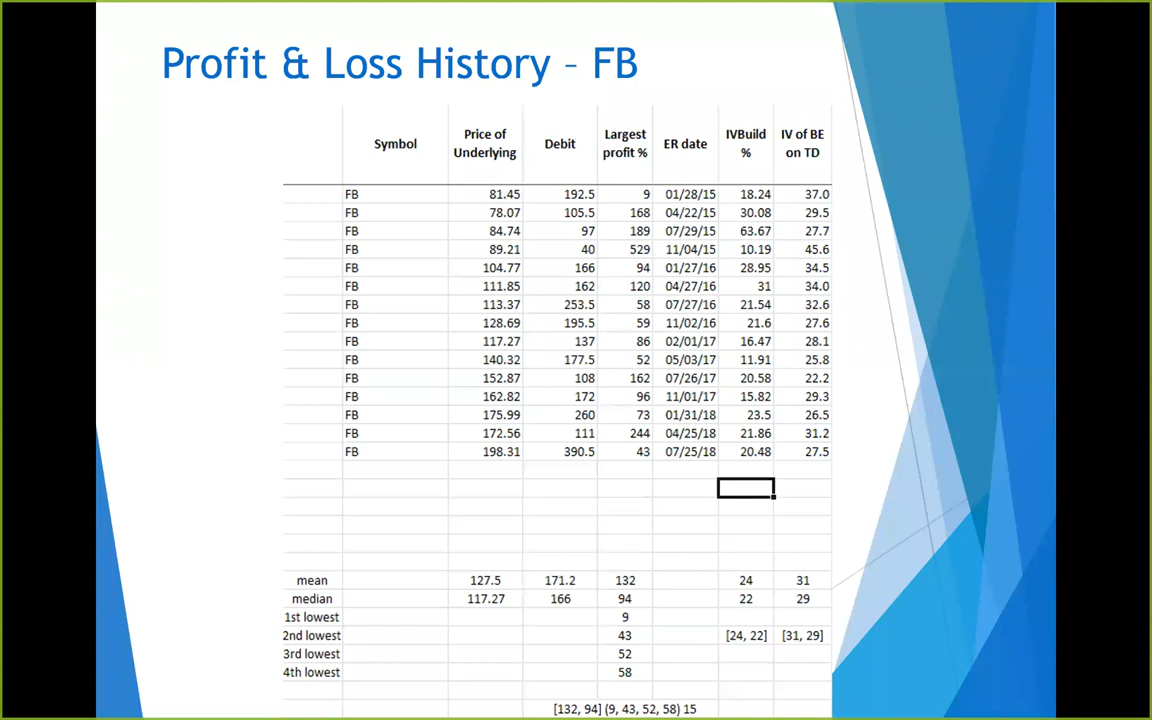 Profit & Loss History - FB
Symbol Price of Underlying Debit Largest profit % ER date IVBuild % IV of BE on TD
FB 81.45 192.5 9 01/28/15 18.24 37.0
FB 78.07 105.5 168 04/22/15 30.08 29.5
FB 84.74 97 189 07/29/15 63.67 27.7
FB 89.21 40 529 11/04/15 10.19 45.6
FB 104.77 166 94 01/27/16 28.95 34.5
FB 111.85 162 120 04/27/16 31 34.0
FB 113.37 253.5 58 07/27/16 21.54 32.6
FB 128.69 195.5 59 11/02/16 21.6 27.6
FB 117.27 137 86 02/01/17 16.47 28.1
FB 140.32 177.5 52 05/03/17 11.91 25.8
FB 152.87 108 162 07/26/17 20.58 22.2
FB 162.82 172 96 11/01/17 15.82 29.3
FB 175.99 260 73 01/31/18 23.5 26.5
FB 172.56 111 244 04/25/18 21.86 31.2
FB 198.31 390.5 43 07/25/18 20.48 27.5
mean 127.5 171.2 132 24 31
median 117.27 166 94 22 29
1st lowest 9
2nd lowest 43 [24, 22] [31, 29]
3rd lowest 52
4th lowest 58
[132, 94] (9, 43, 52, 58) 15